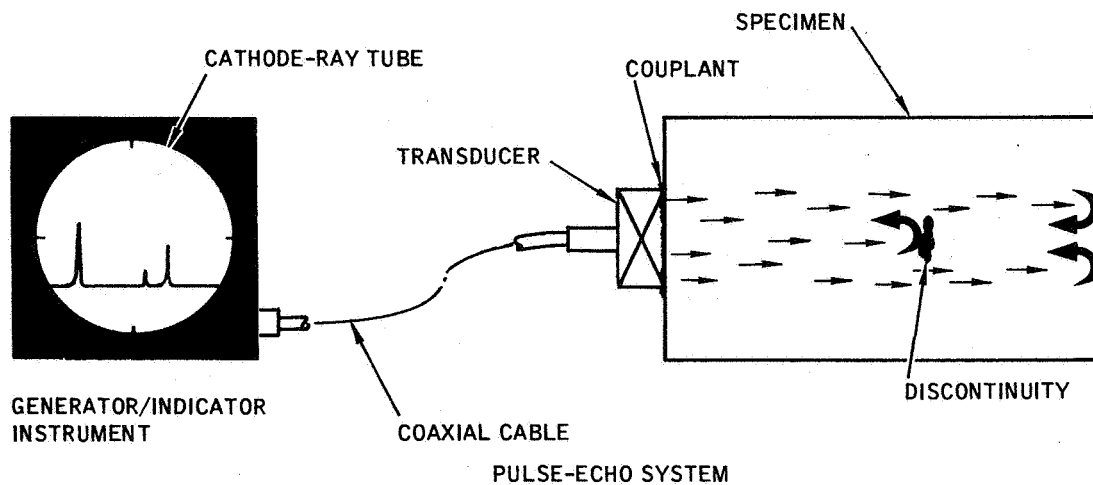 SPECIMEN
CATHODE-RAY TUBE
COUPLANT
TRANSDUCER
DISCONTINUITY
GENERATOR/INDICATOR
INSTRUMENT
COAXIAL CABLE
PULSE-ECHO SYSTEM